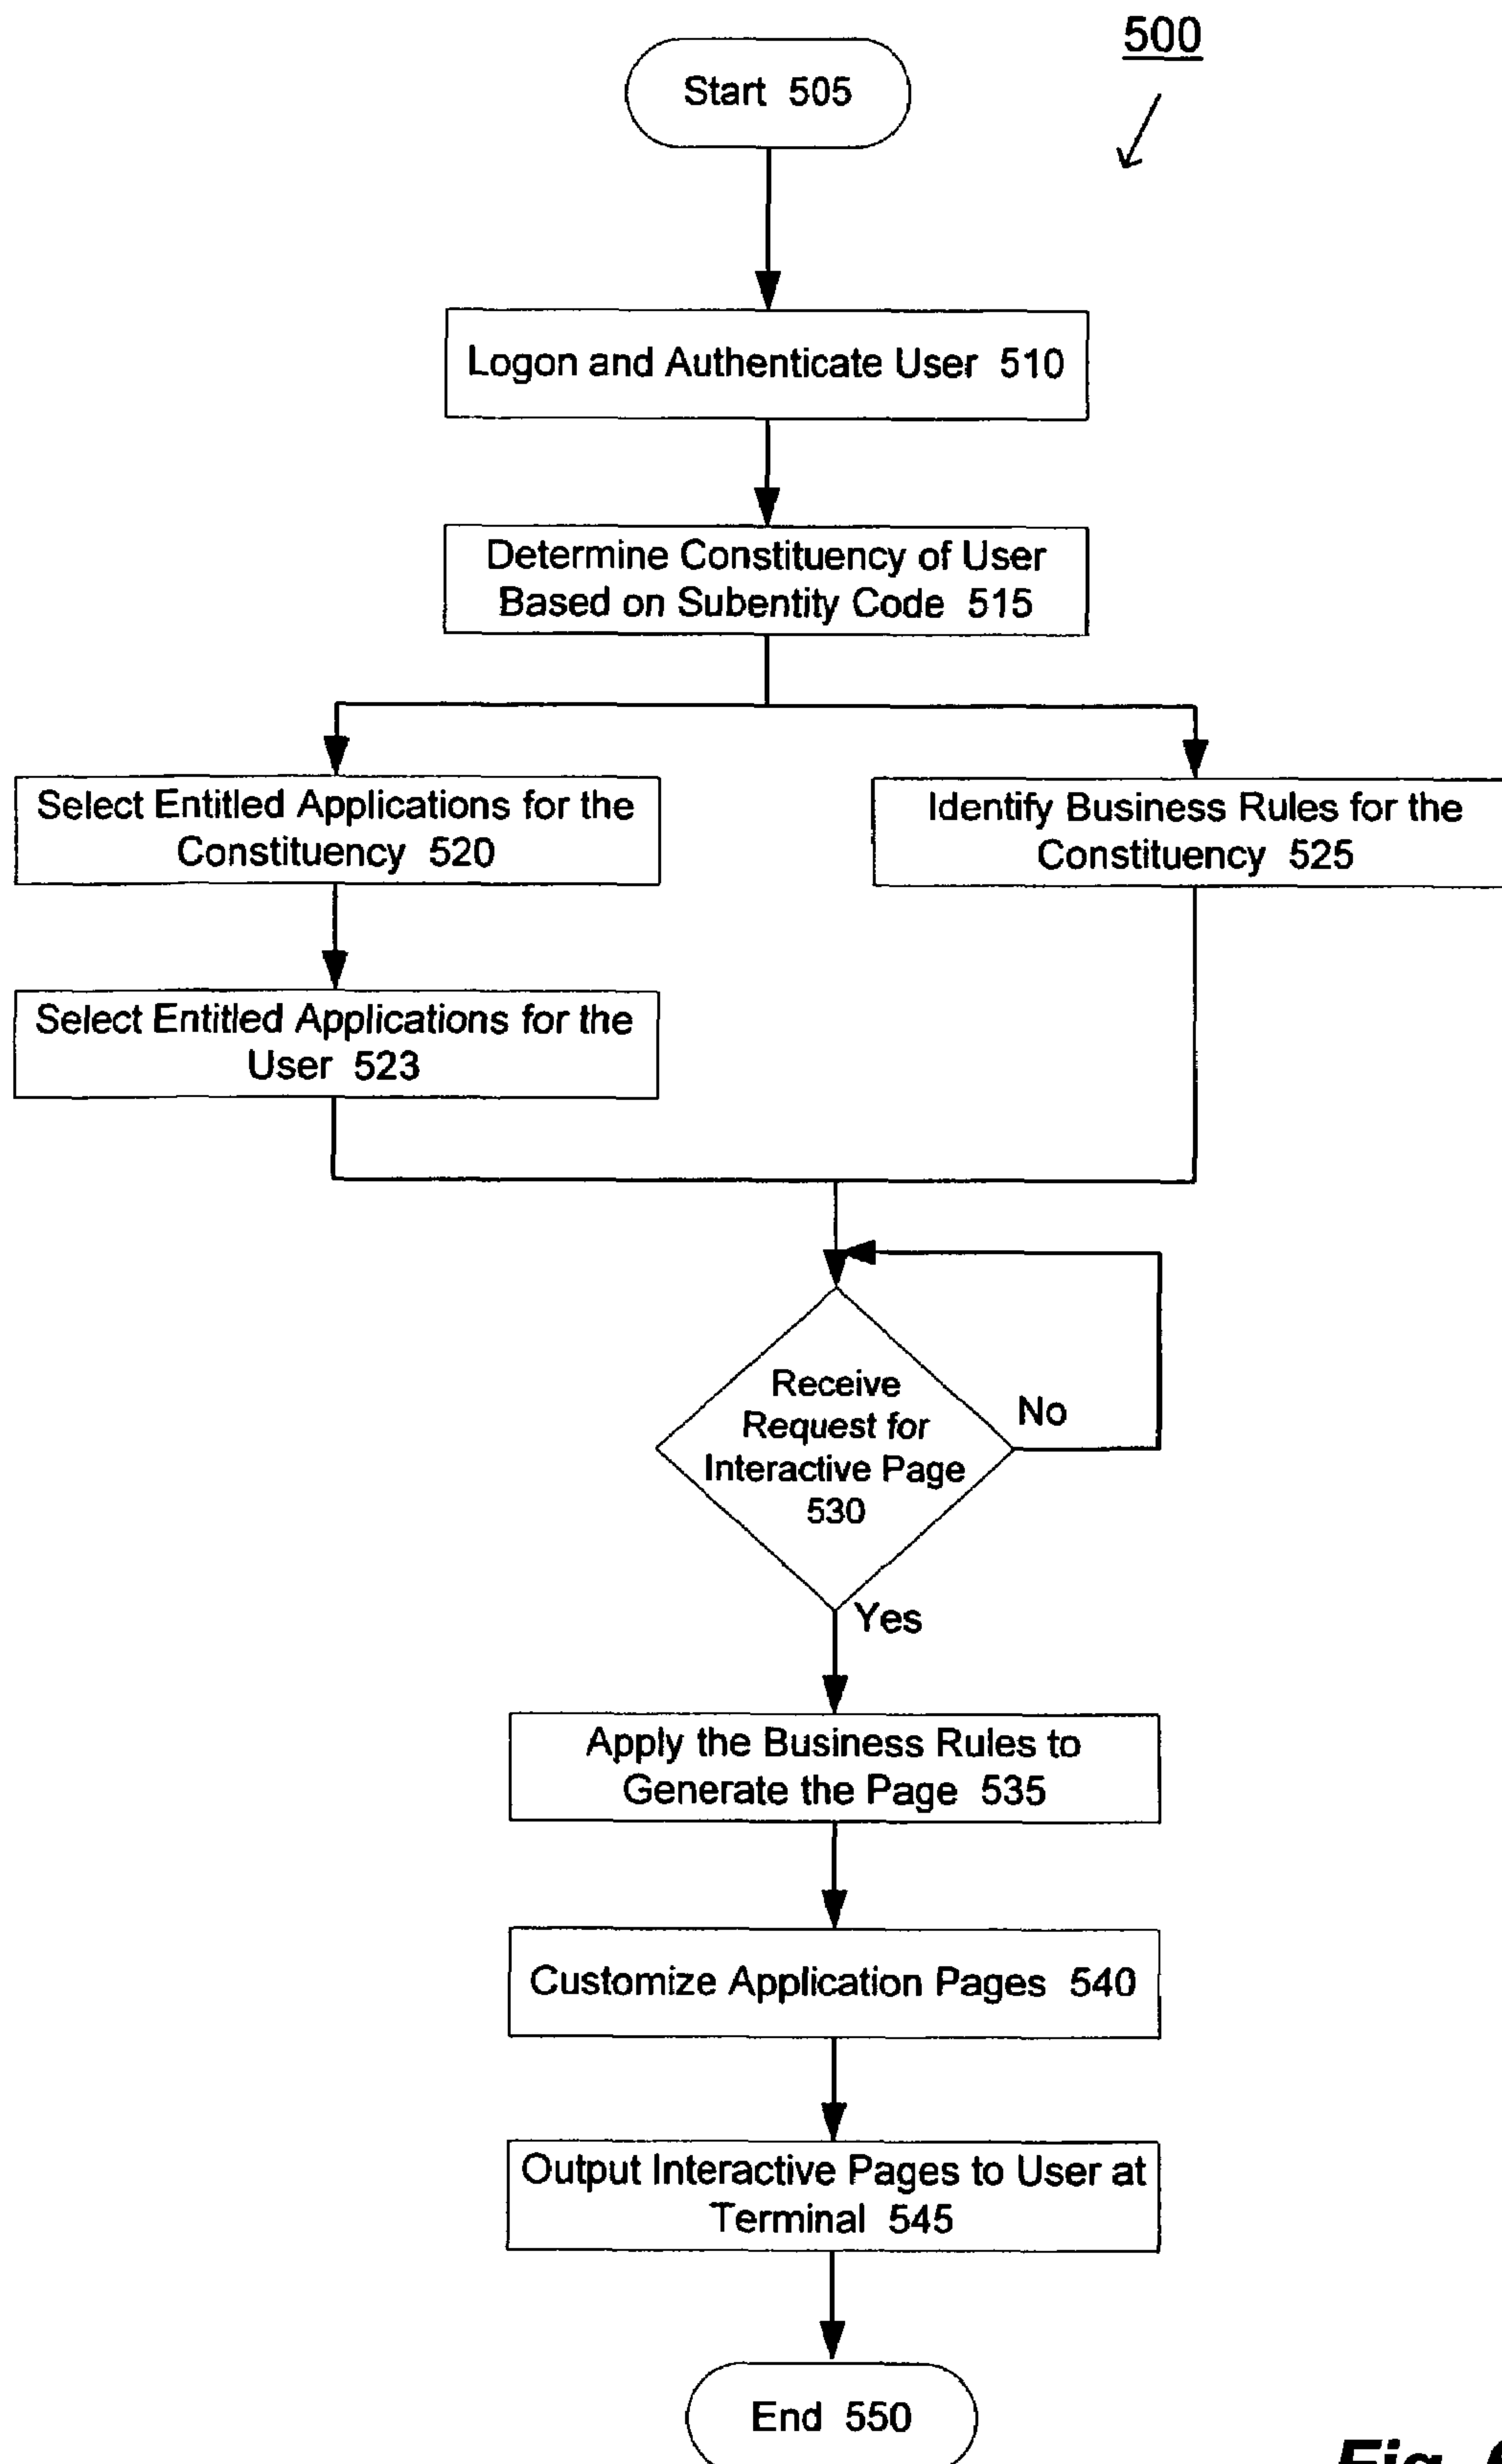 500
Start 505
Logon and Authenticate User 510
Determine Constituency of User
Based on Subentity Code 515
Select Entitled Applications for the
Constituency 520
Identify Business Rules for the
Constituency 525
Select Entitled Applications for the
User 523
Receive
Request for
Interactive Page
530
No
Yes
Apply the Business Rules to
Generate the Page 535
Customize Application Pages 540
Output Interactive Pages to User at
Terminal 545
End 550
Fig.